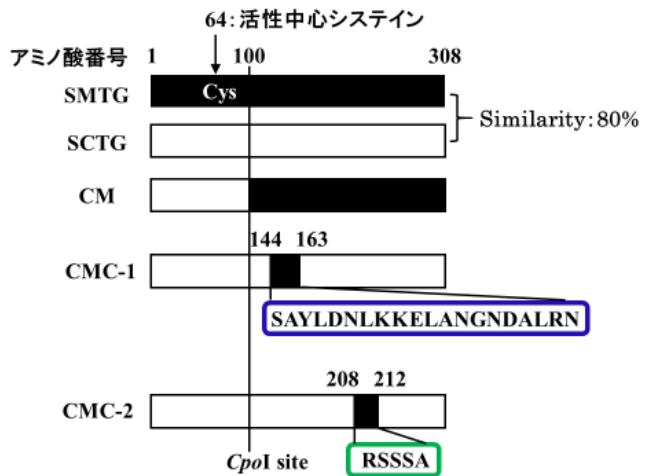 64：活性中心システイン
アミノ酸番号 1 100 308
SMTG Cys
Similarity：80%
SCTG
CM
144 163
CMC-1
SAYLDNLKKELANGNDALRN
208 212
CMC-2
CpoI site RSSSA